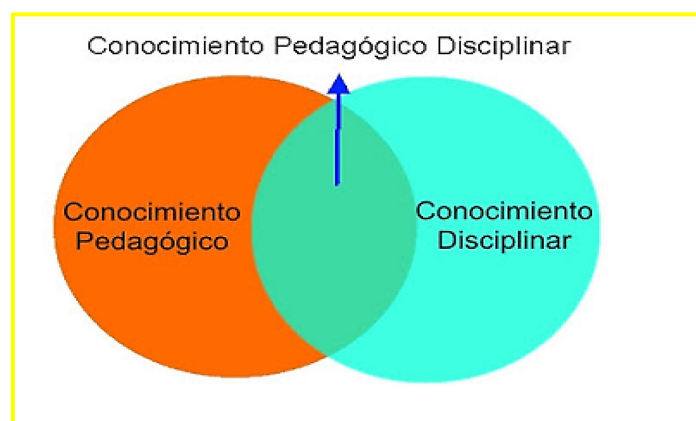 Conocimiento Pedagógico Disciplinar
Conocimiento
Pedagógico
Conocimiento
Disciplinar